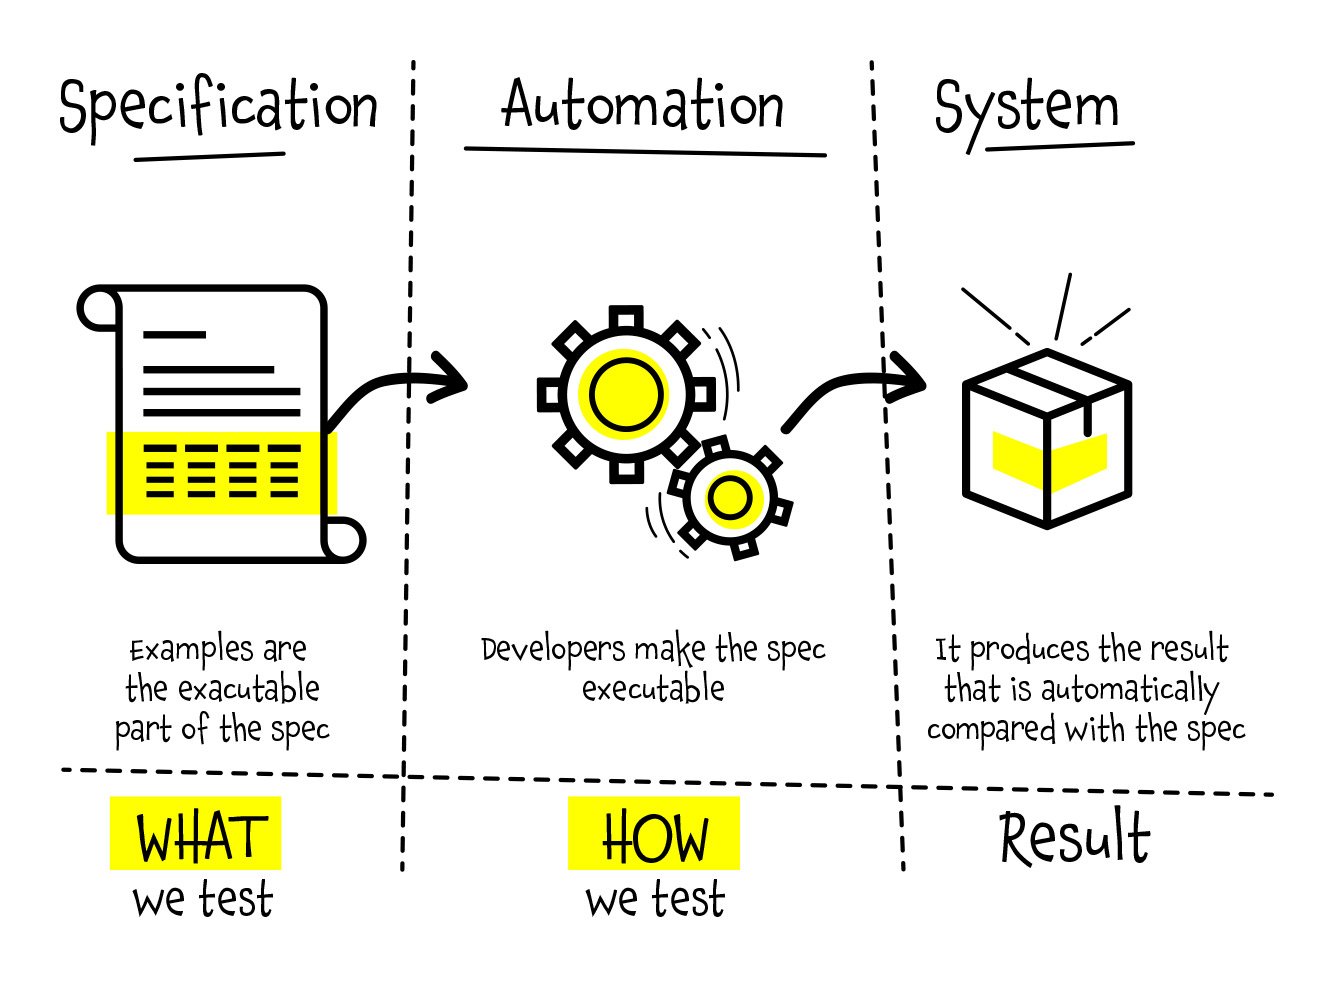 Specification
Automation
System
Examples are
the exacutable
part of the spec
Developers make the spec
executable
It produces the result
that is automatically
compared with the spec
WHAT
we test
HOW
we test
Result